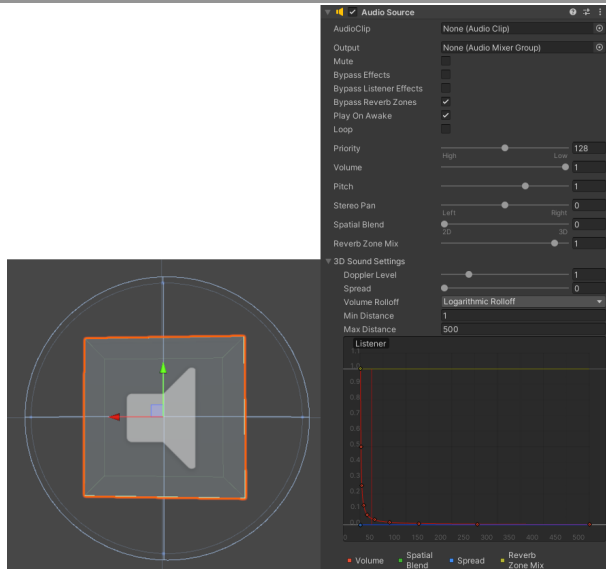 Audio Source
AudioClip None (Audio Clip)
Output None (Audio Mixer Group)
Mute
Bypass Effects
Bypass Listener Effects
Bypass Reverb Zones
Play On Awake
Loop
Priority 128
High Low
Volume 1
Pitch 1
Stereo Pan 0
Left Right
Spatial Blend 0
2D 3D
Reverb Zone Mix 1
3D Sound Settings
Doppler Level 1
Spread 0
Volume Rolloff Logarithmic Rolloff
Min Distance 1
Max Distance 500
Listener
1.1
1.0
0.9
0.8
0.7
0.6
0.5
0.4
0.3
0.2
0.1
0.0
0 50 100 150 200 250 300 350 400 450 500
Volume Spatial Blend Spread Reverb Zone Mix